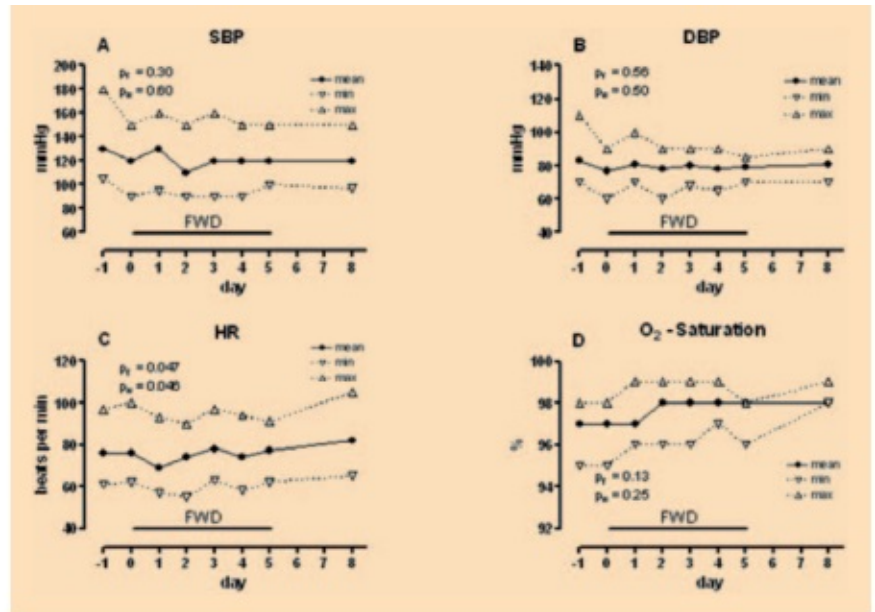 A
SBP
200
180
160
140
120
100
80
60
mmHg
pr = 0.30
pw = 0.60
mean
min
max
FWD
-1 0 1 2 3 4 5 6 7 8
day
B
DBP
140
120
100
80
60
40
mmHg
pr = 0.56
pw = 0.50
mean
min
max
FWD
-1 0 1 2 3 4 5 6 7 8
day
C
HR
120
100
80
60
40
beats per min
pr = 0.047
pw = 0.046
mean
min
max
FWD
-1 0 1 2 3 4 5 6 7 8
day
D
O₂ -Saturation
100
98
96
94
92
%
pr = 0.13
pw = 0.25
mean
min
max
FWD
-1 0 1 2 3 4 5 6 7 8
day